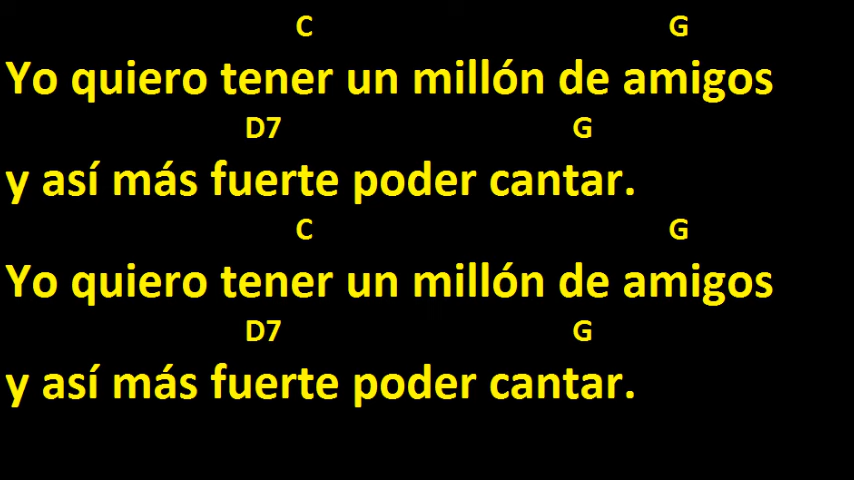 C G
Yo quiero tener un millón de amigos
D7 G
y así más fuerte poder cantar.
C G
Yo quiero tener un millón de amigos
D7 G
y así más fuerte poder cantar.